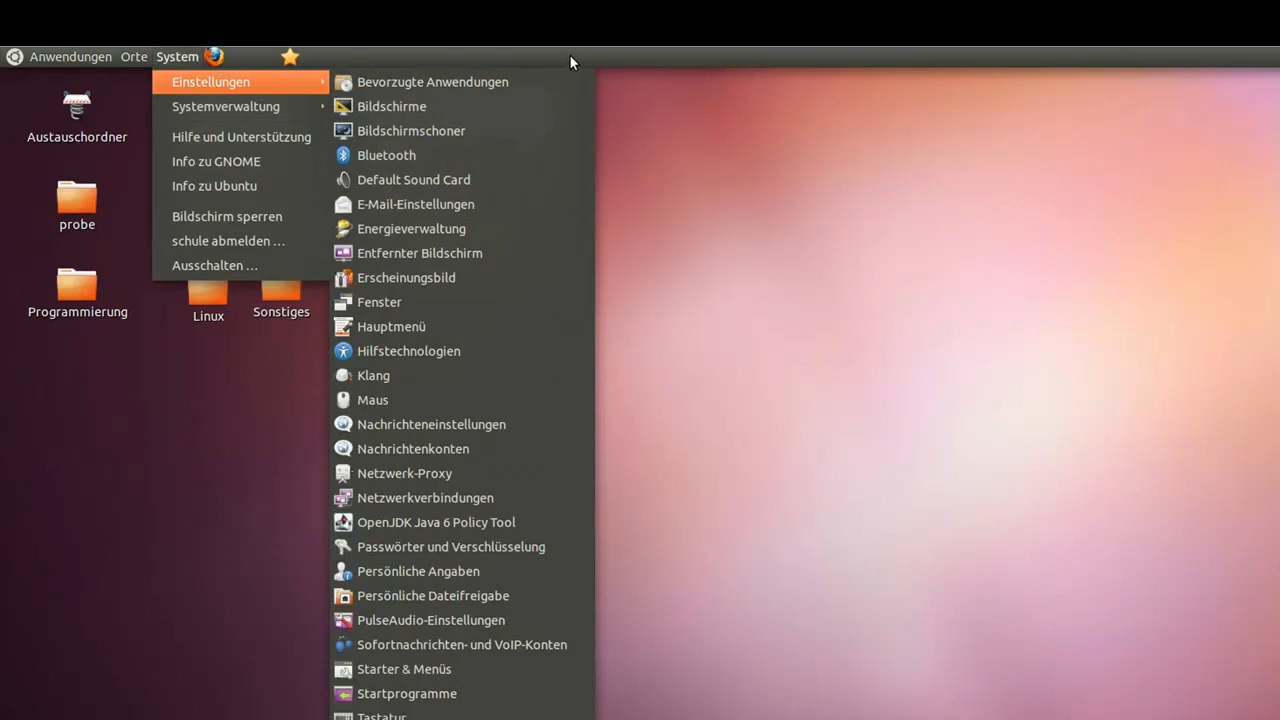 Anwendungen Orte System
Austauschordner
probe
Programmierung
Linux
Sonstiges
Einstellungen
Systemverwaltung
Hilfe und Unterstützung
Info zu GNOME
Info zu Ubuntu
Bildschirm sperren
schule abmelden ...
Ausschalten ...
Bevorzugte Anwendungen
Bildschirme
Bildschirmschoner
Bluetooth
Default Sound Card
E-Mail-Einstellungen
Energieverwaltung
Entfernter Bildschirm
Erscheinungsbild
Fenster
Hauptmenü
Hilfstechnologien
Klang
Maus
Nachrichteneinstellungen
Nachrichtenkonten
Netzwerk-Proxy
Netzwerkverbindungen
OpenJDK Java 6 Policy Tool
Passwörter und Verschlüsselung
Persönliche Angaben
Persönliche Dateifreigabe
PulseAudio-Einstellungen
Sofortnachrichten- und VoIP-Konten
Starter & Menüs
Startprogramme
Tastatur